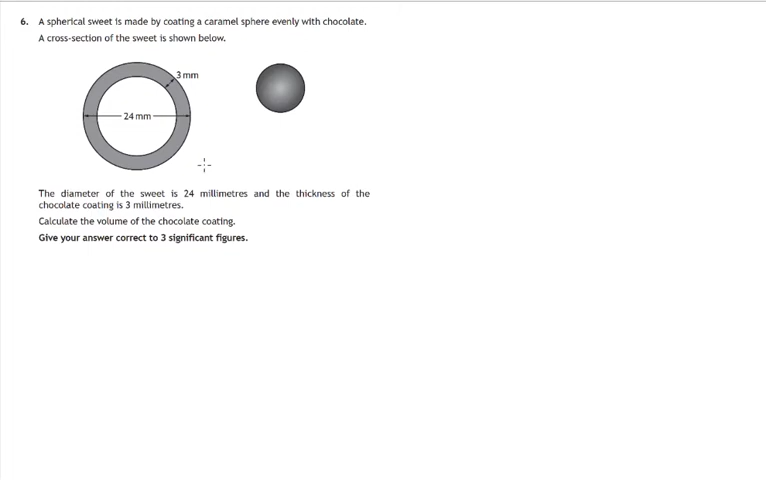 6. A spherical sweet is made by coating a caramel sphere evenly with chocolate.
A cross-section of the sweet is shown below.
3 mm
24 mm
The diameter of the sweet is 24 millimetres and the thickness of the
chocolate coating is 3 millimetres.
Calculate the volume of the chocolate coating.
Give your answer correct to 3 significant figures.